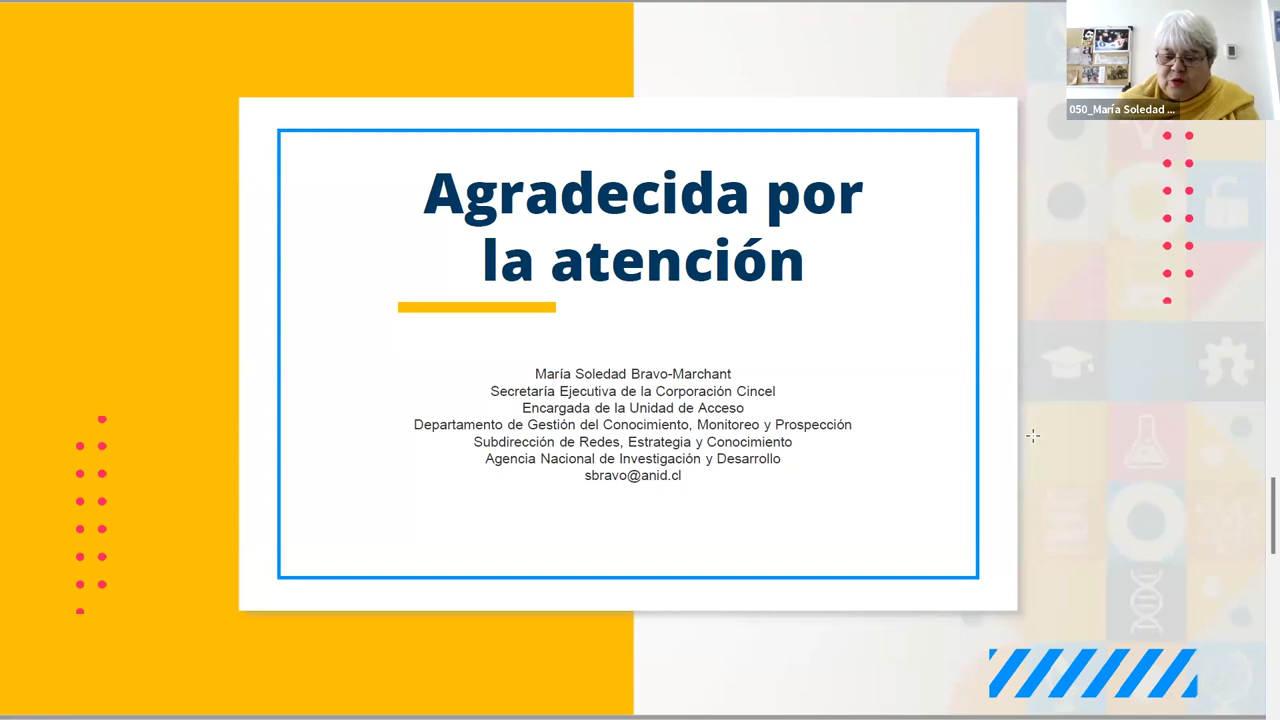 050_María Soledad ...
Agradecida por
la atención
María Soledad Bravo-Marchant
Secretaría Ejecutiva de la Corporación Cincel
Encargada de la Unidad de Acceso
Departamento de Gestión del Conocimiento, Monitoreo y Prospección
Subdirección de Redes, Estrategia y Conocimiento
Agencia Nacional de Investigación y Desarrollo
sbravo@anid.cl